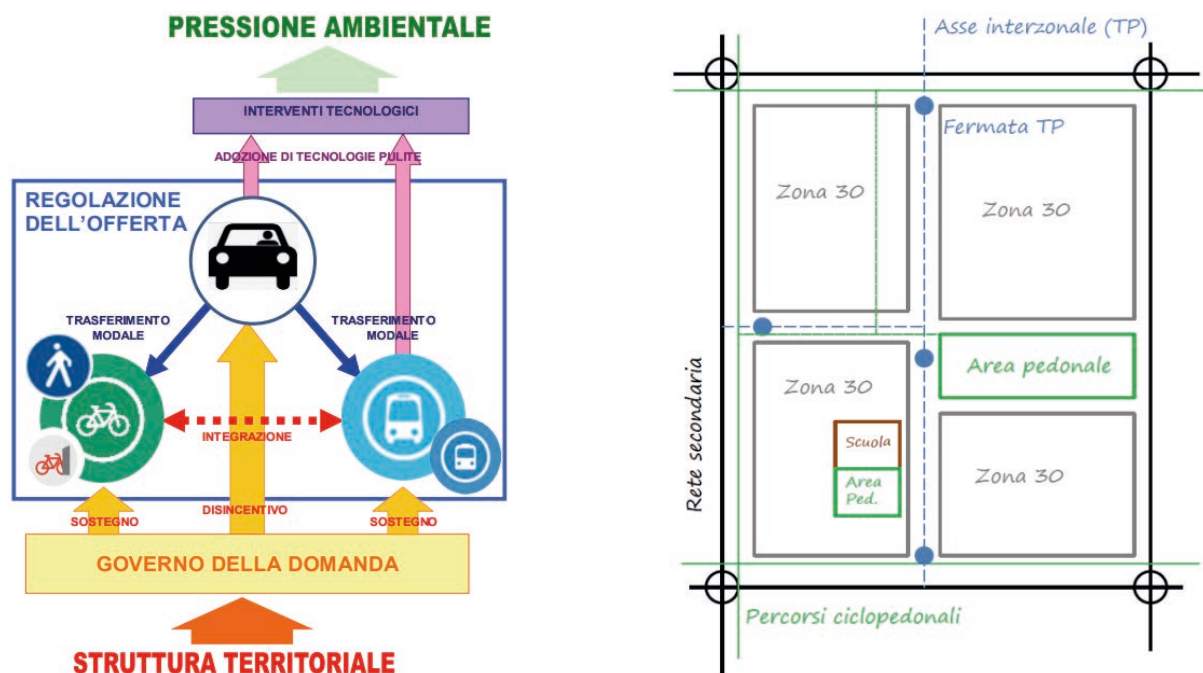 PRESSIONE AMBIENTALE
INTERVENTI TECNOLOGICI
ADOZIONE DI TECNOLOGIE PULITE
REGOLAZIONE
DELL'OFFERTA
TRASFERIMENTO
MODALE
TRASFERIMENTO
MODALE
INTEGRAZIONE
SOSTEGNO
DISINCENTIVO
SOSTEGNO
GOVERNO DELLA DOMANDA
STRUTTURA TERRITORIALE
Asse interzonale (TP)
Fermata TP
Zona 30
Zona 30
Area pedonale
Zona 30
Scuola
Area
Ped.
Zona 30
Rete secondaria
Percorsi ciclopedonali